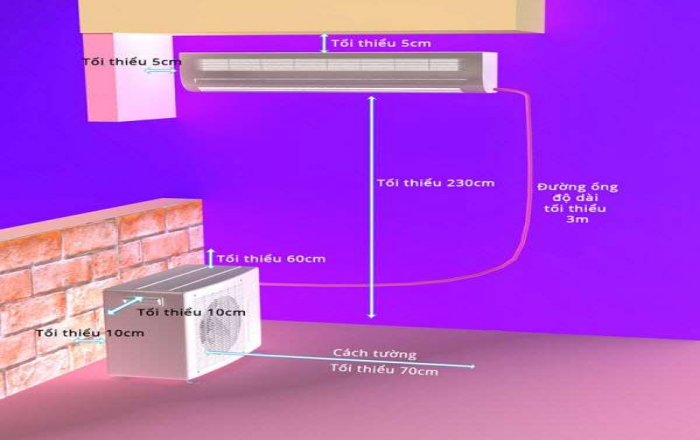 Tối thiểu 5cm
Tối thiểu 5cm
Tối thiểu 230cm
Đường ống
độ dài
tối thiểu
3m
Tối thiểu 60cm
Tối thiểu 10cm
Tối thiểu 10cm
Cách tường
Tối thiểu 70cm